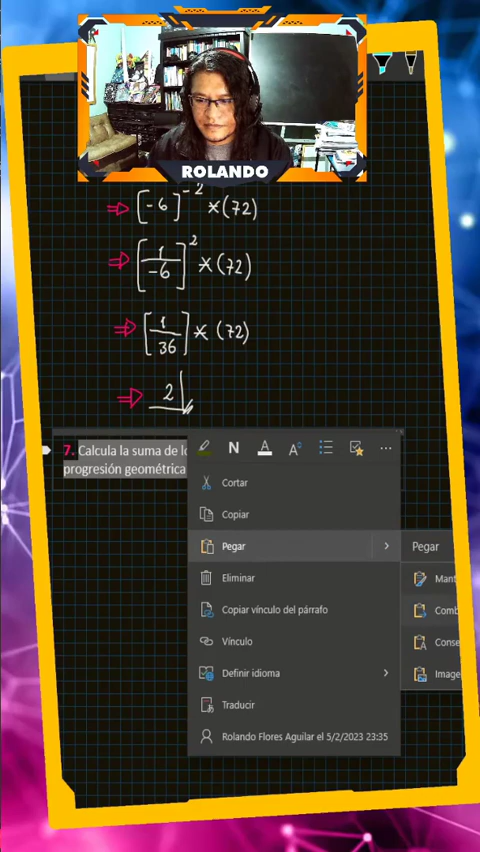 ROLANDO
⇒ [-6]⁻² × (72)
⇒ [1/-6]² × (72)
⇒ [1/36] × (72)
⇒ 2
7. Calcula la suma de
progresión geométrica
N A A
Cortar
Copiar
Pegar
Pegar
Eliminar
Copiar vínculo del párrafo
Vínculo
Definir idioma
Traducir
Rolando Flores Aguilar el 5/2/2023 23:35
Mant
Comb
Conse
Image